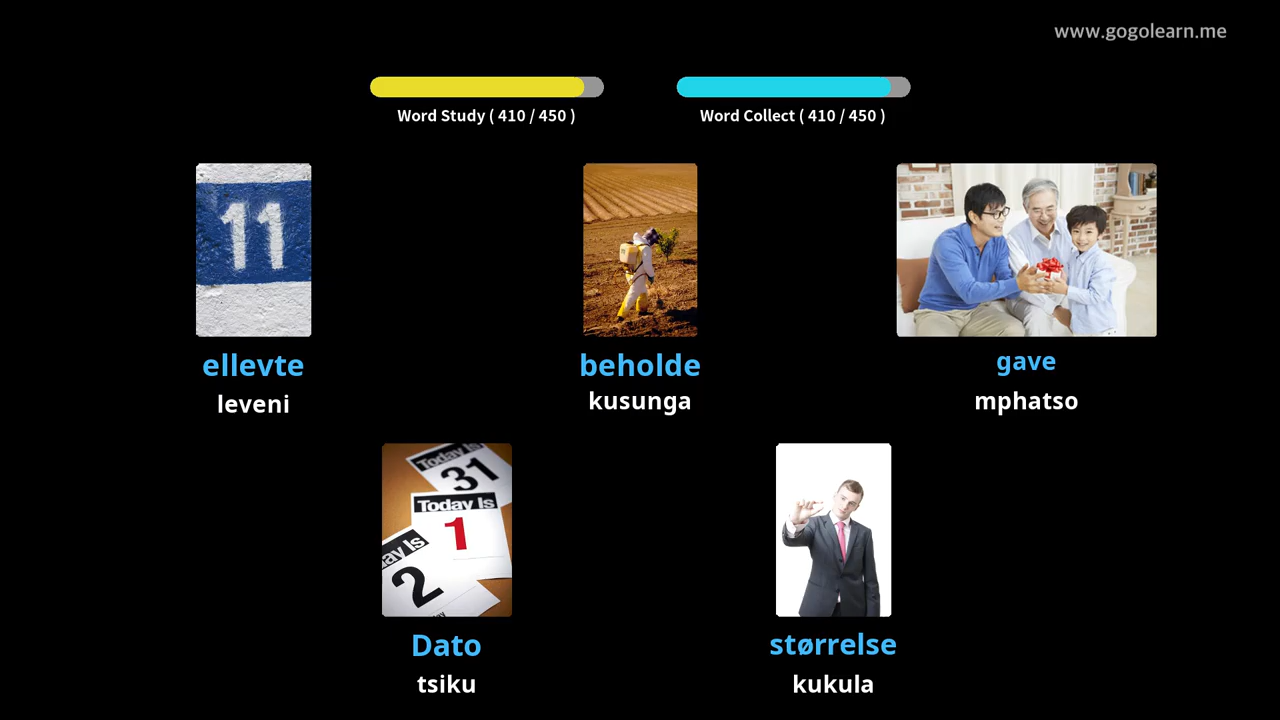 www.gogolearn.me
Word Study ( 410 / 450 )
Word Collect ( 410 / 450 )
11
ellevte
leveni
beholde
kusunga
gave
mphatso
Today Is
31
Today Is
1
ay Is
2
Dato
tsiku
størrelse
kukula